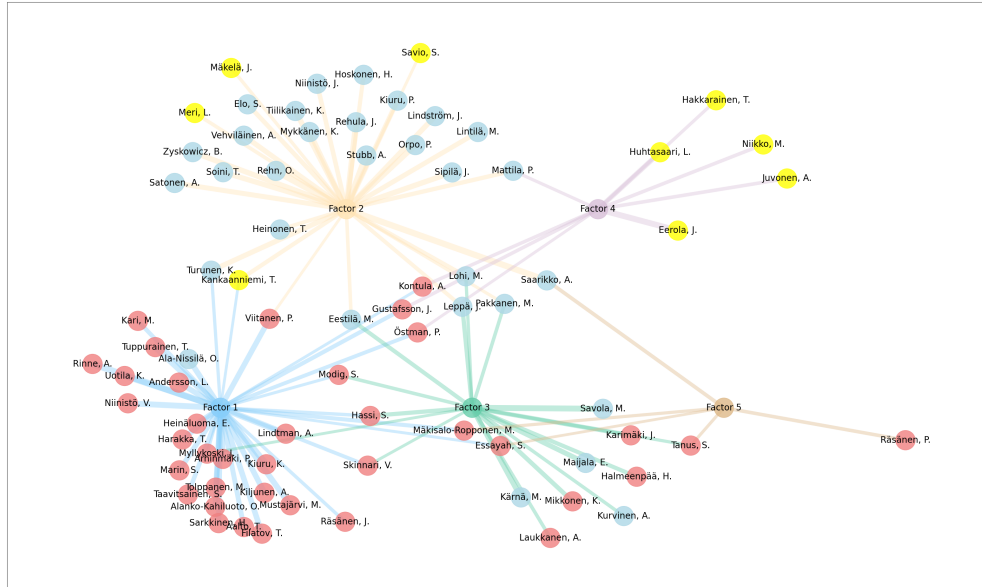 Savio, S.
Mäkelä, J.
Hoskonen, H.
Niinistö, J.
Hakkarainen, T.
Kiuru, P.
Elo, S.
Tiilikainen, K.
Meri, L.
Lindström, J.
Rehula, J.
Mykkänen, K.
Lintilä, M.
Vehviläinen, A.
Niikko, M.
Orpo, P.
Zyskowicz, B.
Huhtasaari, L.
Stubb, A.
Mattila, P.
Rehn, O.
Soini, T.
Sipilä, J.
Juvonen, A.
Satonen, A.
Factor 2
Factor 4
Heinonen, T.
Eerola, J.
Turunen, K.
Lohi, M.
Kankaanniemi, T.
Saarikko, A.
Kontula, A.
Pakkanen, M.
Leppä, J.
Gustafsson, J.
Viitanen, P.
Eestilä, M.
Kari, M.
Östman, P.
Tuppurainen, T.
Ala-Nissilä, O.
Rinne, A.
Uotila, K.
Modig, S.
Andersson, L.
Niinistö, V.
Factor 1
Factor 3
Savola, M.
Factor 5
Hassi, S.
Heinäluoma, E.
Mäkisalo-Ropponen, M.
Lindtman, A.
Karimäki, J.
Harakka, T.
Räsänen, P.
Essayah, S.
Tanus, S.
Myllykoski, J.
Arhinmäki, P.
Maijala, E.
Kiuru, K.
Skinnari, V.
Marin, S.
Halmeenpää, H.
Tolppanen, M.
Kiljunen, A.
Taavitsainen, S.
Kärnä, M.
Mikkonen, K.
Mustajärvi, M.
Alanko-Kahiluoto, O.
Kurvinen, A.
Räsänen, J.
Sarkkinen, H.
Aalto, T.
Filatov, T.
Laukkanen, A.